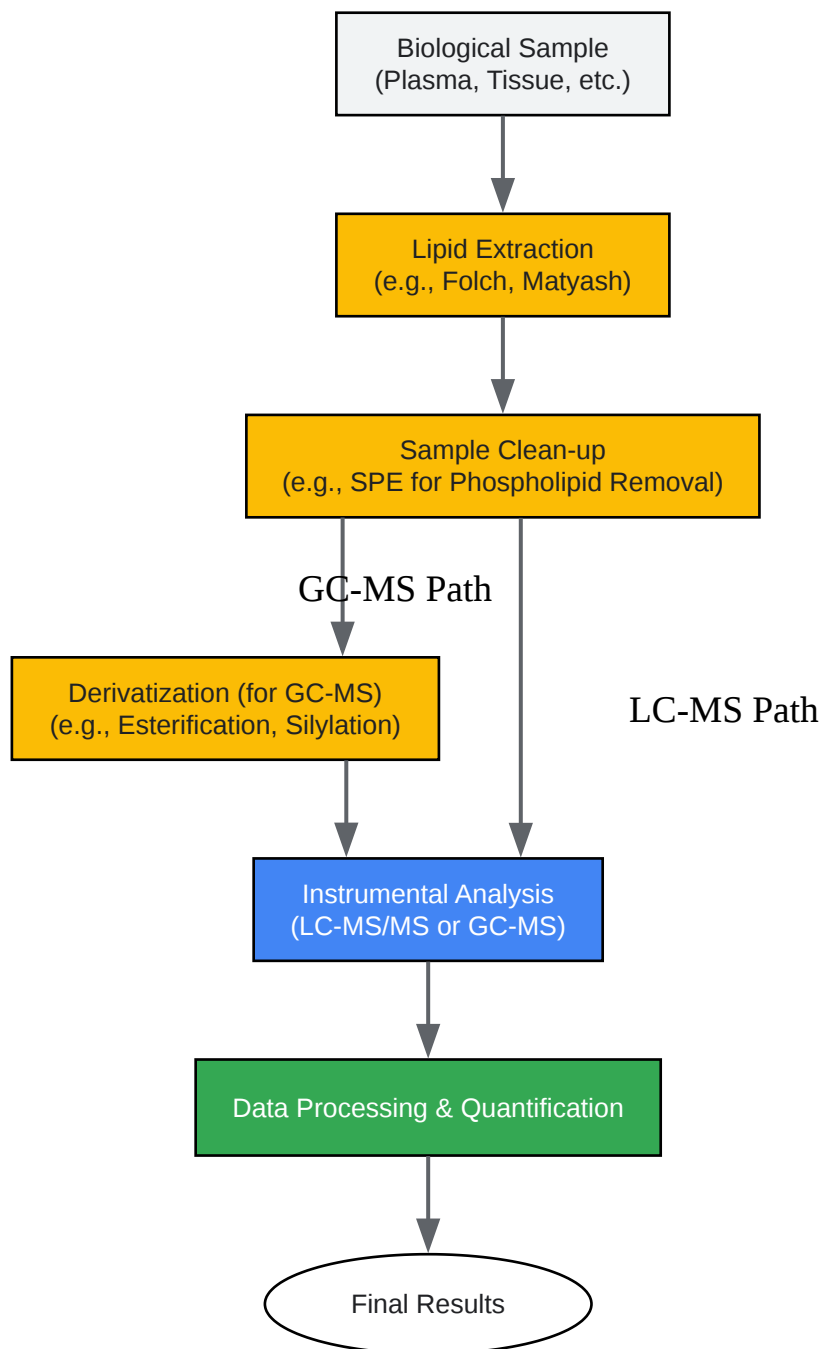 Biological Sample
(Plasma, Tissue, etc.)
Lipid Extraction
(e.g., Folch, Matyash)
Sample Clean-up
(e.g., SPE for Phospholipid Removal)
GC-MS Path
Derivatization (for GC-MS)
(e.g., Esterification, Silylation)
LC-MS Path
Instrumental Analysis
(LC-MS/MS or GC-MS)
Data Processing & Quantification
Final Results